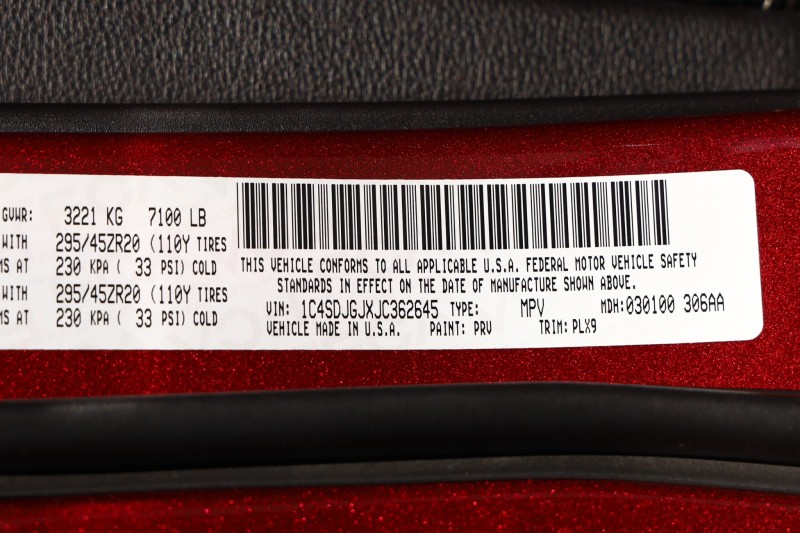 GVWR: 3221 KG 7100 LB
WITH 295/45ZR20 (110Y TIRES
MS AT 230 KPA ( 33 PSI) COLD
WITH 295/45ZR20 (110Y TIRES
MS AT 230 KPA ( 33 PSI) COLD
THIS VEHICLE CONFORMS TO ALL APPLICABLE U.S.A. FEDERAL MOTOR VEHICLE SAFETY
STANDARDS IN EFFECT ON THE DATE OF MANUFACTURE SHOWN ABOVE.
VIN: 1C4SDJGJXJC362645 TYPE: MPV MDH:030100 306AA
VEHICLE MADE IN U.S.A. PAINT: PRV TRIM: PLX9